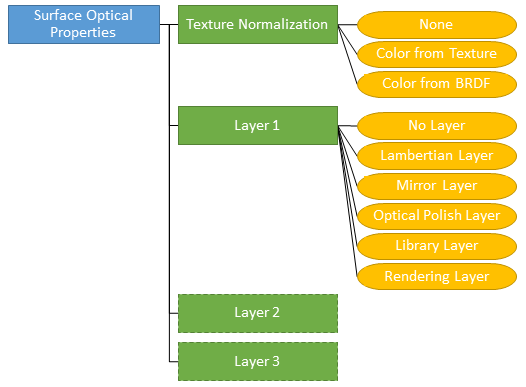 Surface Optical
Properties
Texture Normalization
None
Color from Texture
Color from BRDF
Layer 1
No Layer
Lambertian Layer
Mirror Layer
Optical Polish Layer
Library Layer
Rendering Layer
Layer 2
Layer 3